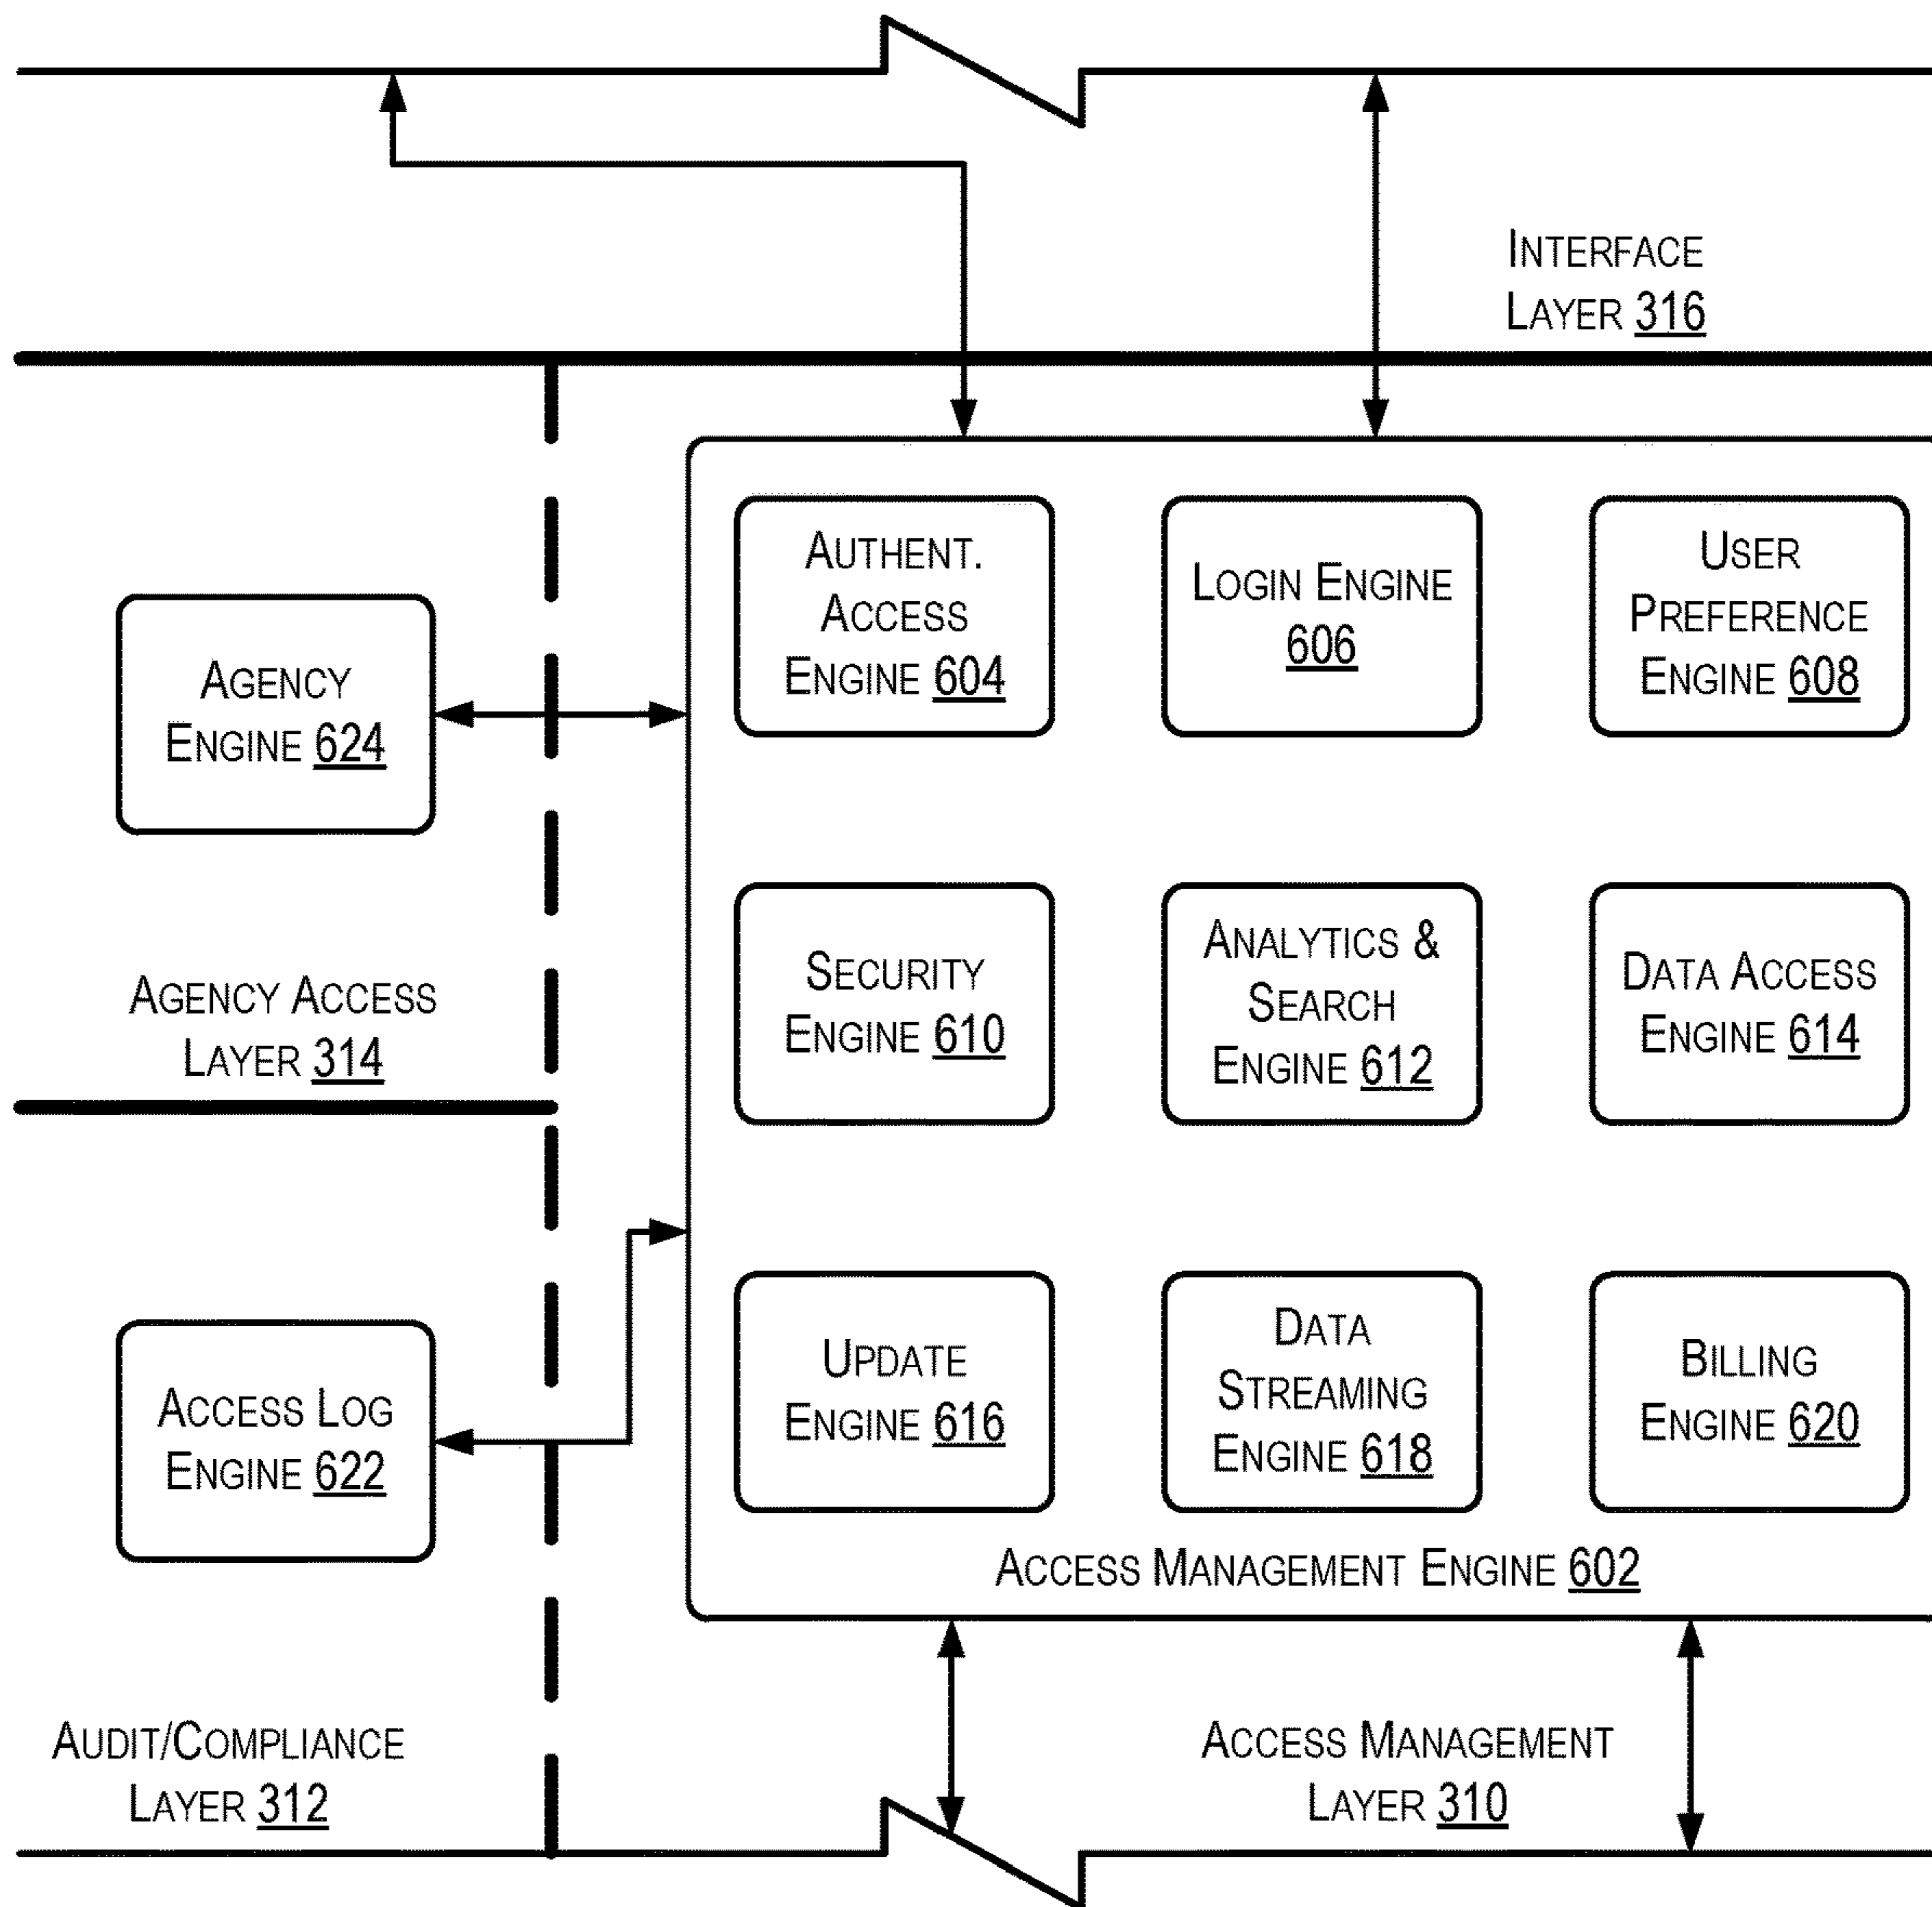 INTERFACE
LAYER 316
AUTHENT.
ACCESS
ENGINE 604
LOGIN ENGINE
606
USER
PREFERENCE
ENGINE 608
AGENCY
ENGINE 624
SECURITY
ENGINE 610
ANALYTICS &
SEARCH
ENGINE 612
DATA ACCESS
ENGINE 614
AGENCY ACCESS
LAYER 314
UPDATE
ENGINE 616
DATA
STREAMING
ENGINE 618
BILLING
ENGINE 620
ACCESS LOG
ENGINE 622
ACCESS MANAGEMENT ENGINE 602
AUDIT/COMPLIANCE
LAYER 312
ACCESS MANAGEMENT
LAYER 310